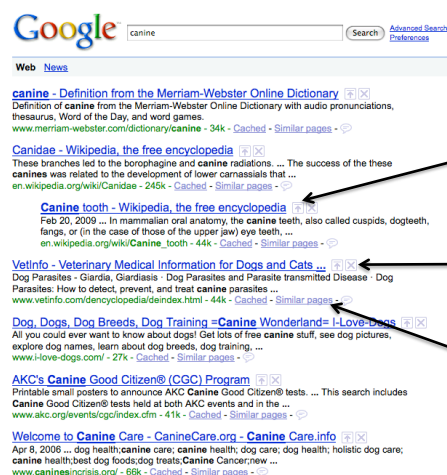 Google
canine
Search
Advanced Search
Preferences
Web News
canine - Definition from the Merriam-Webster Online Dictionary
Definition of canine from the Merriam-Webster Online Dictionary with audio pronunciations,
thesaurus, Word of the Day, and word games.
www.merriam-webster.com/dictionary/canine - 34k - Cached - Similar pages -
Canidae - Wikipedia, the free encyclopedia
These branches led to the borophagine and canine radiations. ... The success of the these
canines was related to the development of lower carnassials that ...
en.wikipedia.org/wiki/Canidae - 245k - Cached - Similar pages -
Canine tooth - Wikipedia, the free encyclopedia
Feb 20, 2009 ... In mammalian oral anatomy, the canine teeth, also called cuspids, dogteeth,
fangs, or (in the case of those of the upper jaw) eye teeth, ...
en.wikipedia.org/wiki/Canine_tooth - 44k - Cached - Similar pages -
VetInfo - Veterinary Medical Information for Dogs and Cats ...
Dog Parasites - Giardia, Giardiasis · Dog Parasites and Parasite transmitted Disease · Dog
Parasites: How to detect, prevent, and treat canine parasites ...
www.vetinfo.com/dencyclopedia/deindex.html - 44k - Cached - Similar pages -
Dog, Dogs, Dog Breeds, Dog Training =Canine Wonderland= I-Love-Dogs
All you could ever want to know about dogs! Get lots of free canine stuff, see dog pictures,
explore dog names, learn about dog breeds, dog training, ...
www.i-love-dogs.com/ - 27k - Cached - Similar pages -
AKC's Canine Good Citizen® (CGC) Program
Printable small posters to announce AKC Canine Good Citizen® tests. ... This search includes
Canine Good Citizen® tests held at both AKC events and in the ...
www.akc.org/events/cgc/index.cfm - 41k - Cached - Similar pages -
Welcome to Canine Care - CanineCare.org - Canine Care.info
Apr 8, 2006 ... dog health;canine care; canine health; dog care; dog health; holistic dog care;
canine health;best dog foods;dog treats;Canine Cancer;new ...
www.caninesincrisis.org/ - 66k - Cached - Similar pages -